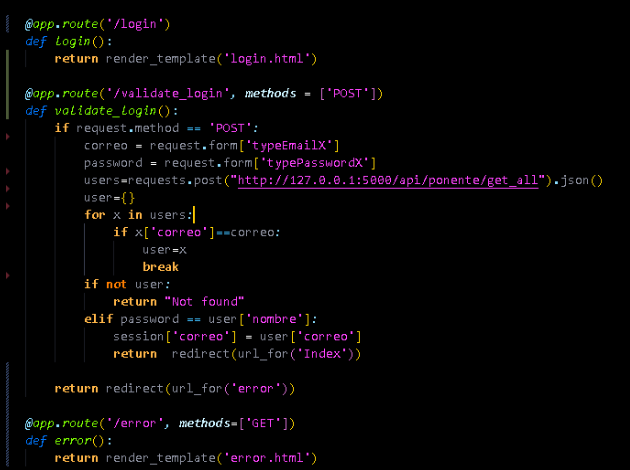 @app.route('/login')
def login():
    return render_template('login.html')

@app.route('/validate_login', methods = ['POST'])
def validate_login():
    if request.method == 'POST':
        correo = request.form['typeEmailX']
        password = request.form['typePasswordX']
        users=requests.post("http://127.0.0.1:5000/api/ponente/get_all").json()
        user={}
        for x in users:
            if x['correo']==correo:
                user=x
                break
        if not user:
            return "Not found"
        elif password == user['nombre']:
            session['correo'] = user['correo']
            return  redirect(url_for('Index'))

    return redirect(url_for('error'))

@app.route('/error', methods=['GET'])
def error():
    return render_template('error.html')